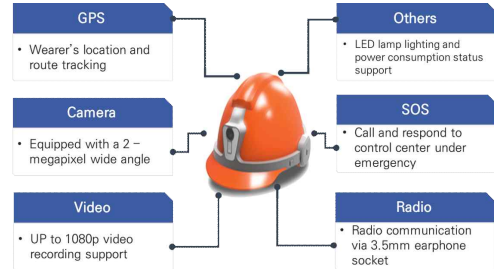 GPS
• Wearer's location and
route tracking
Others
• LED lamp lighting and
power consumption status
support
Camera
• Equipped with a 2 –
megapixel wide angle
SOS
• Call and respond to
control center under
emergency
Video
• UP to 1080p video
recording support
Radio
• Radio communication
via 3.5mm earphone
socket